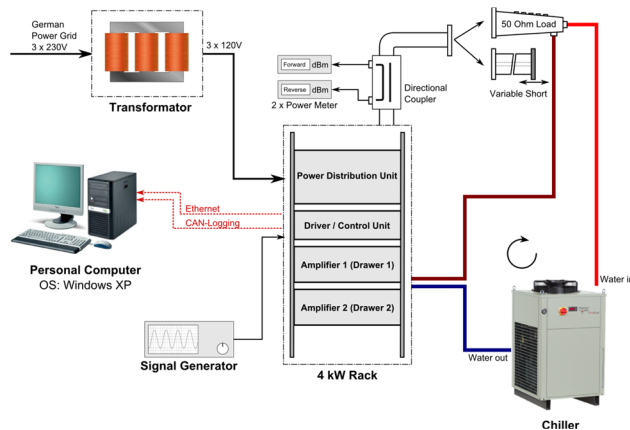 German
Power Grid
3 x 230V
3 x 120V
Transformator
Forward
dBm
Reverse
dBm
2 x Power Meter
Directional
Coupler
50 Ohm Load
Variable Short
Power Distribution Unit
Driver / Control Unit
Amplifier 1 (Drawer 1)
Amplifier 2 (Drawer 2)
4 kW Rack
Ethernet
CAN-Logging
Personal Computer
OS: Windows XP
Signal Generator
Water in
Water out
Chiller